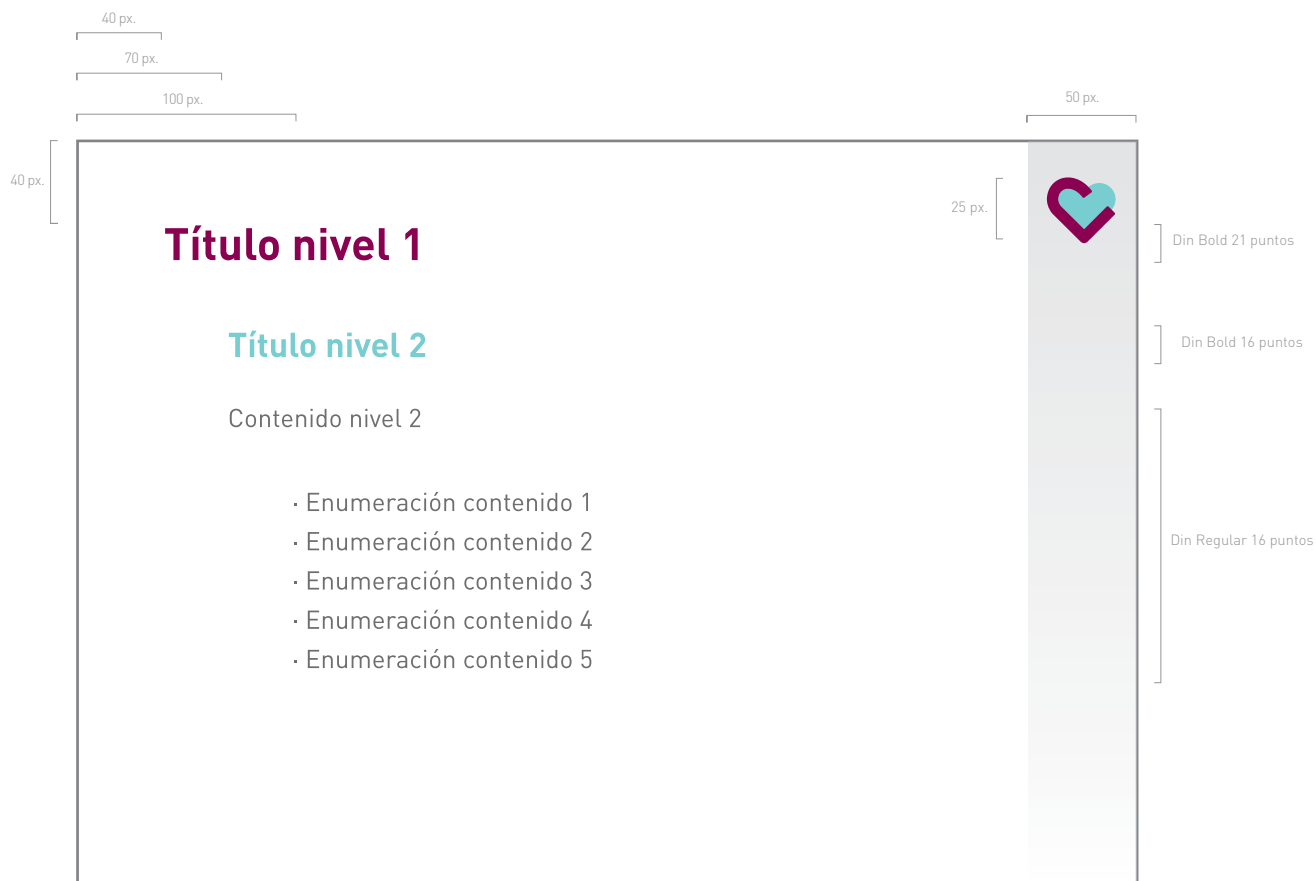 40 px.
70 px.
100 px.
50 px.
40 px.
25 px.
Título nivel 1
Din Bold 21 puntos
Título nivel 2
Din Bold 16 puntos
Contenido nivel 2
· Enumeración contenido 1
· Enumeración contenido 2
· Enumeración contenido 3
· Enumeración contenido 4
· Enumeración contenido 5
Din Regular 16 puntos